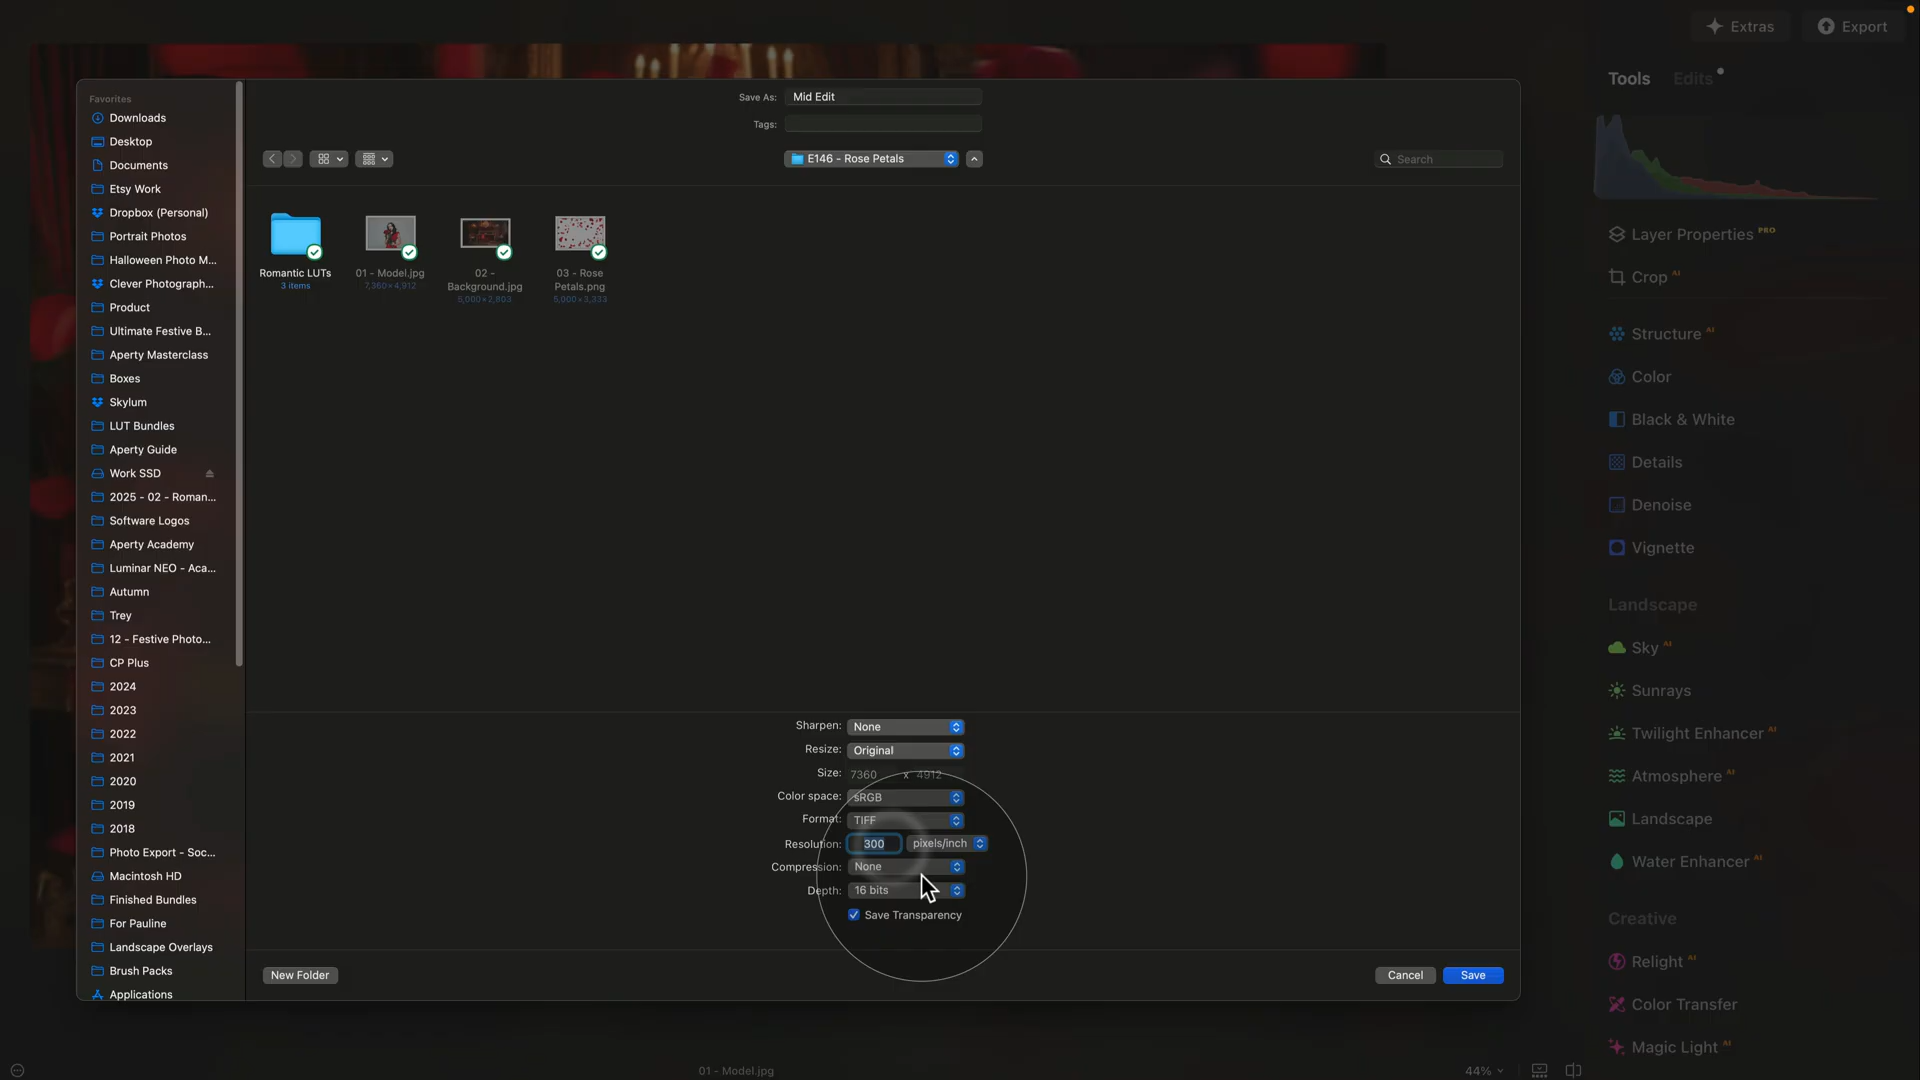 Extras
Export
Tools
Edits
Favorites
Downloads
Desktop
Documents
Etsy Work
Dropbox (Personal)
Portrait Photos
Halloween Photo M...
Clever Photograph...
Product
Ultimate Festive B...
Aperty Masterclass
Boxes
Skylum
LUT Bundles
Aperty Guide
Work SSD
2025 - 02 - Roman...
Software Logos
Aperty Academy
Luminar NEO - Aca...
Autumn
Trey
12 - Festive Photo...
CP Plus
2024
2023
2022
2021
2020
2019
2018
Photo Export - Soc...
Macintosh HD
Finished Bundles
For Pauline
Landscape Overlays
Brush Packs
Applications
Save As: Mid Edit
Tags:
E146 - Rose Petals
Search
Romantic LUTs
3 items
01 - Model.jpg
7,360×4,912
02 -
Background.jpg
5,000×2,803
03 - Rose
Petals.png
5,000×3,333
Sharpen: None
Resize: Original
Size: 7360 x 4912
Color space: sRGB
Format: TIFF
Resolution: 300 pixels/inch
Compression: None
Depth: 16 bits
Save Transparency
New Folder
Cancel
Save
Layer Properties PRO
Crop AI
Structure AI
Color
Black & White
Details
Denoise
Vignette
Landscape
Sky AI
Sunrays
Twilight Enhancer AI
Atmosphere AI
Landscape
Water Enhancer AI
Creative
Relight AI
Color Transfer
Magic Light AI
01 - Model.jpg
44%